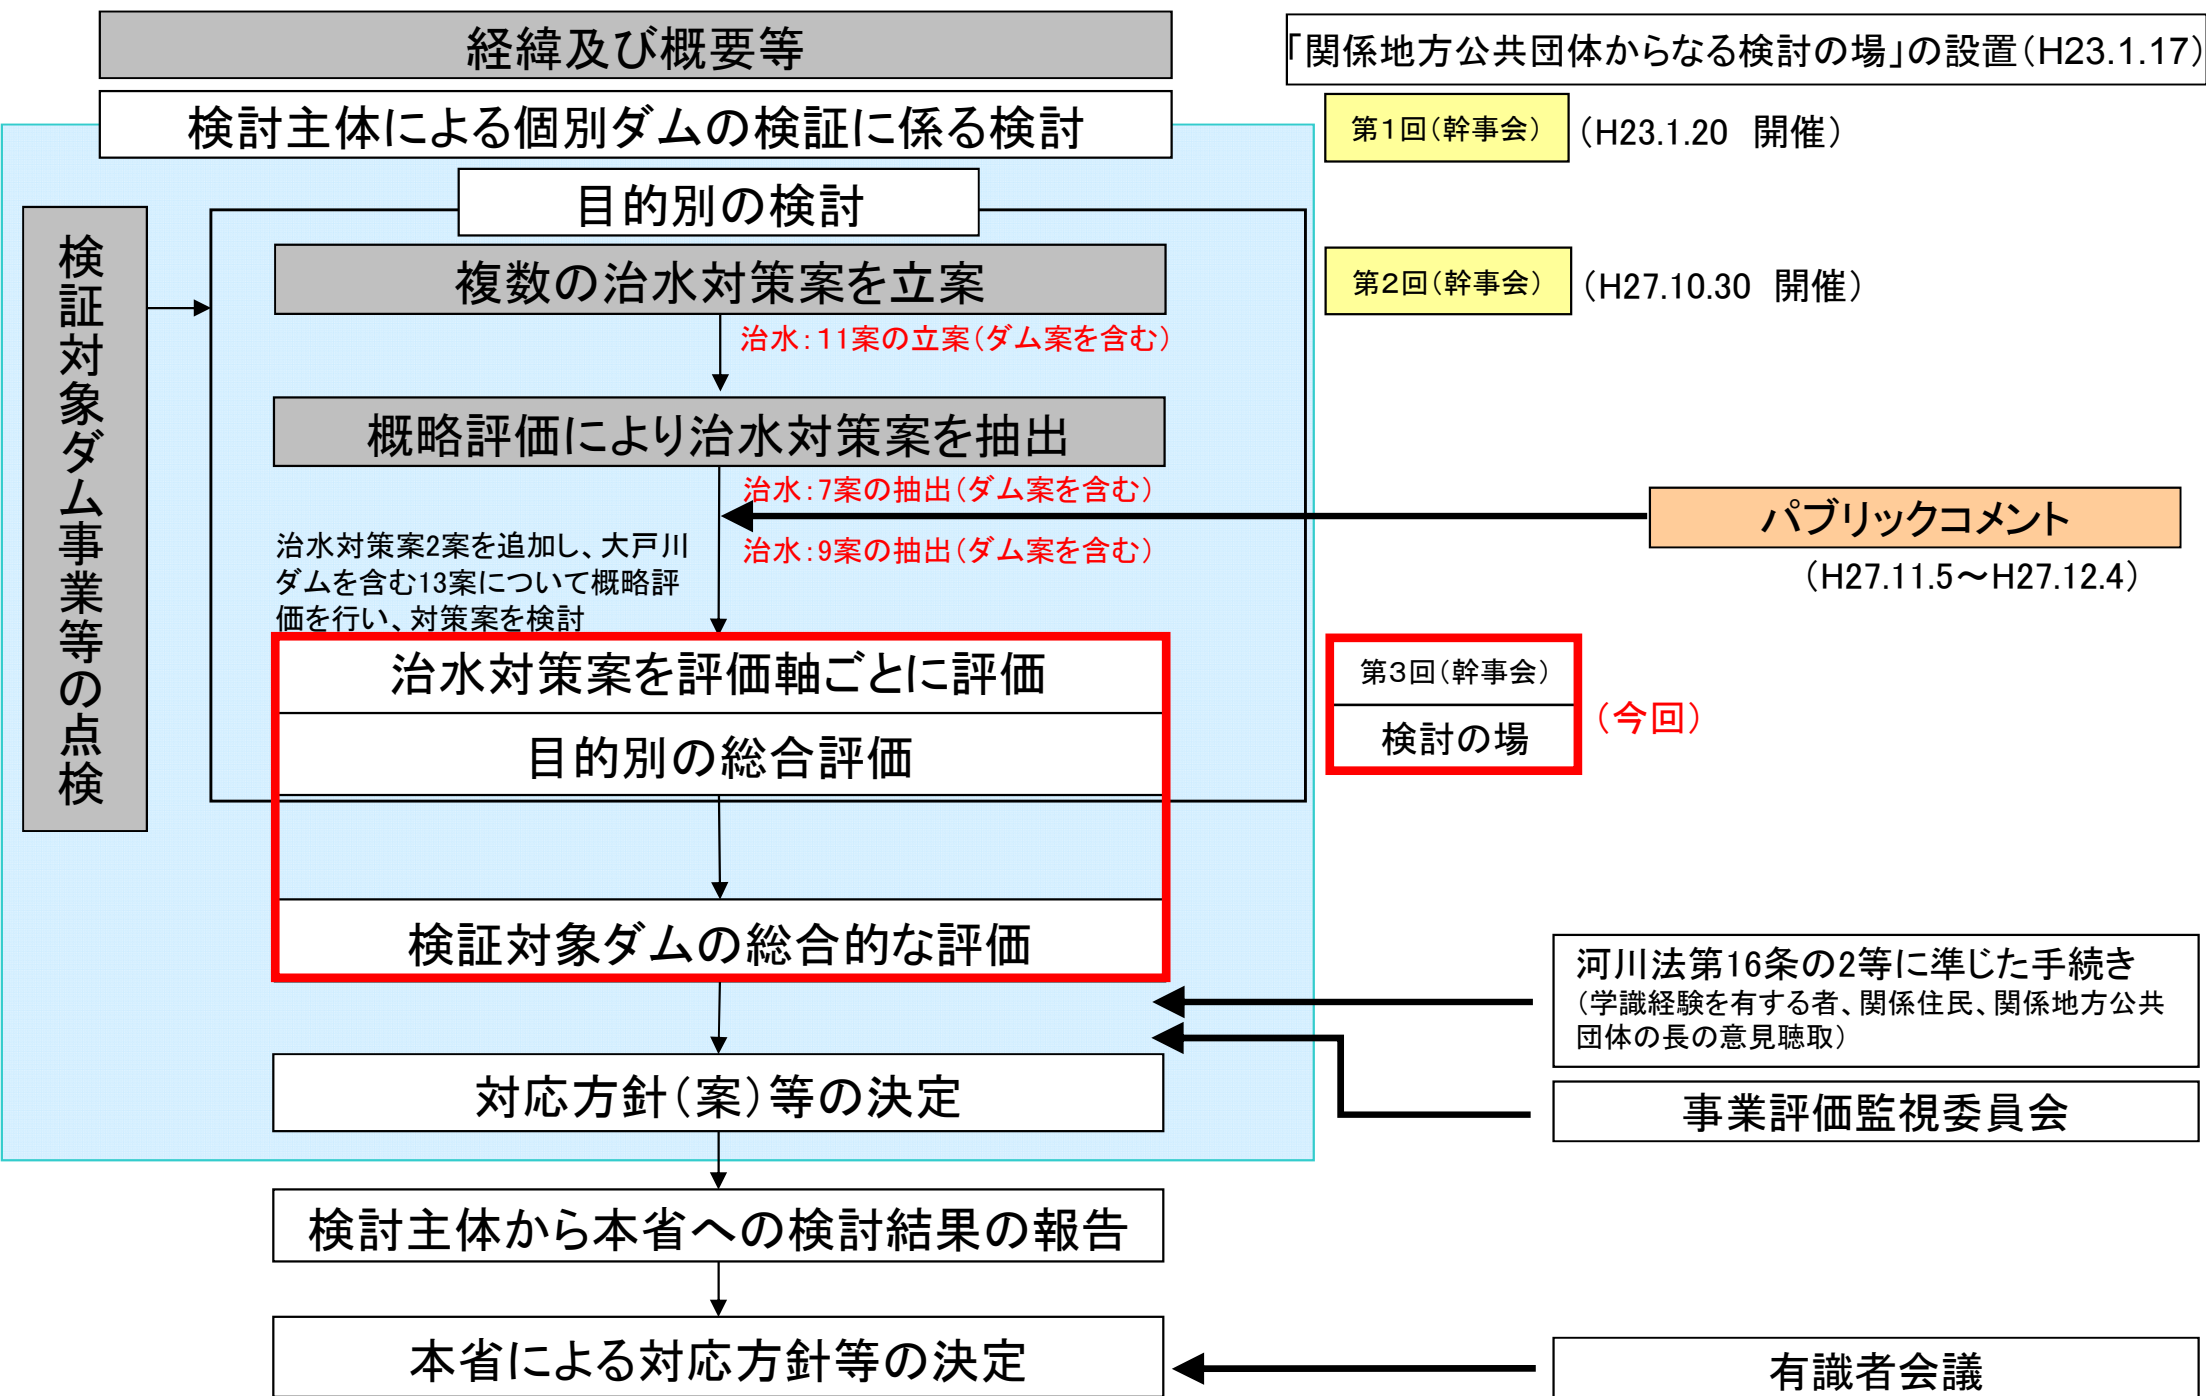 経緯及び概要等
「関係地方公共団体からなる検討の場」の設置(H23.1.17)
検討主体による個別ダムの検証に係る検討
第1回(幹事会)
(H23.1.20 開催)
目的別の検討
検証対象ダム事業等の点検
複数の治水対策案を立案
第2回(幹事会)
(H27.10.30 開催)
治水:11案の立案(ダム案を含む)
概略評価により治水対策案を抽出
治水:7案の抽出(ダム案を含む)
パブリックコメント
(H27.11.5～H27.12.4)
治水:9案の抽出(ダム案を含む)
治水対策案2案を追加し、大戸川
ダムを含む13案について概略評
価を行い、対策案を検討
治水対策案を評価軸ごとに評価
第3回(幹事会)
検討の場
(今回)
目的別の総合評価
検証対象ダムの総合的な評価
河川法第16条の2等に準じた手続き
(学識経験を有する者、関係住民、関係地方公共
団体の長の意見聴取)
対応方針(案)等の決定
事業評価監視委員会
検討主体から本省への検討結果の報告
本省による対応方針等の決定
有識者会議